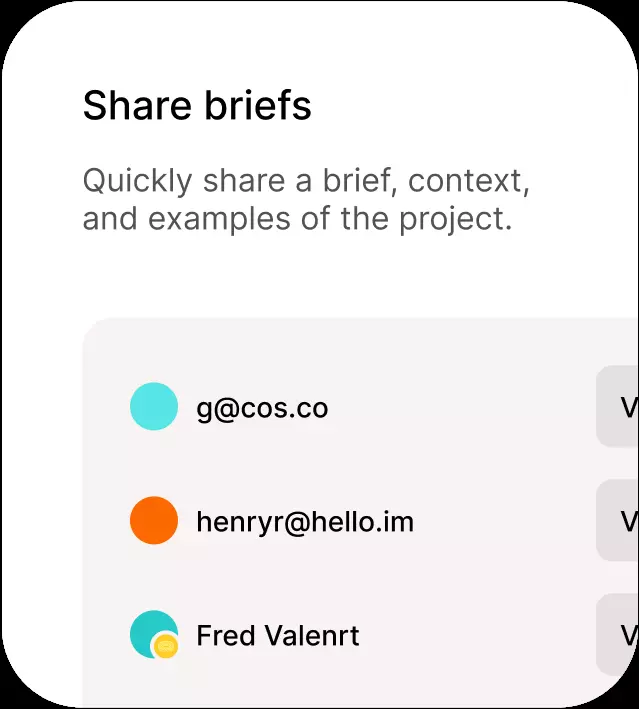 Share briefs
Quickly share a brief, context,
and examples of the project.
g@cos.co
V
henryr@hello.im
V
Fred Valenrt
V